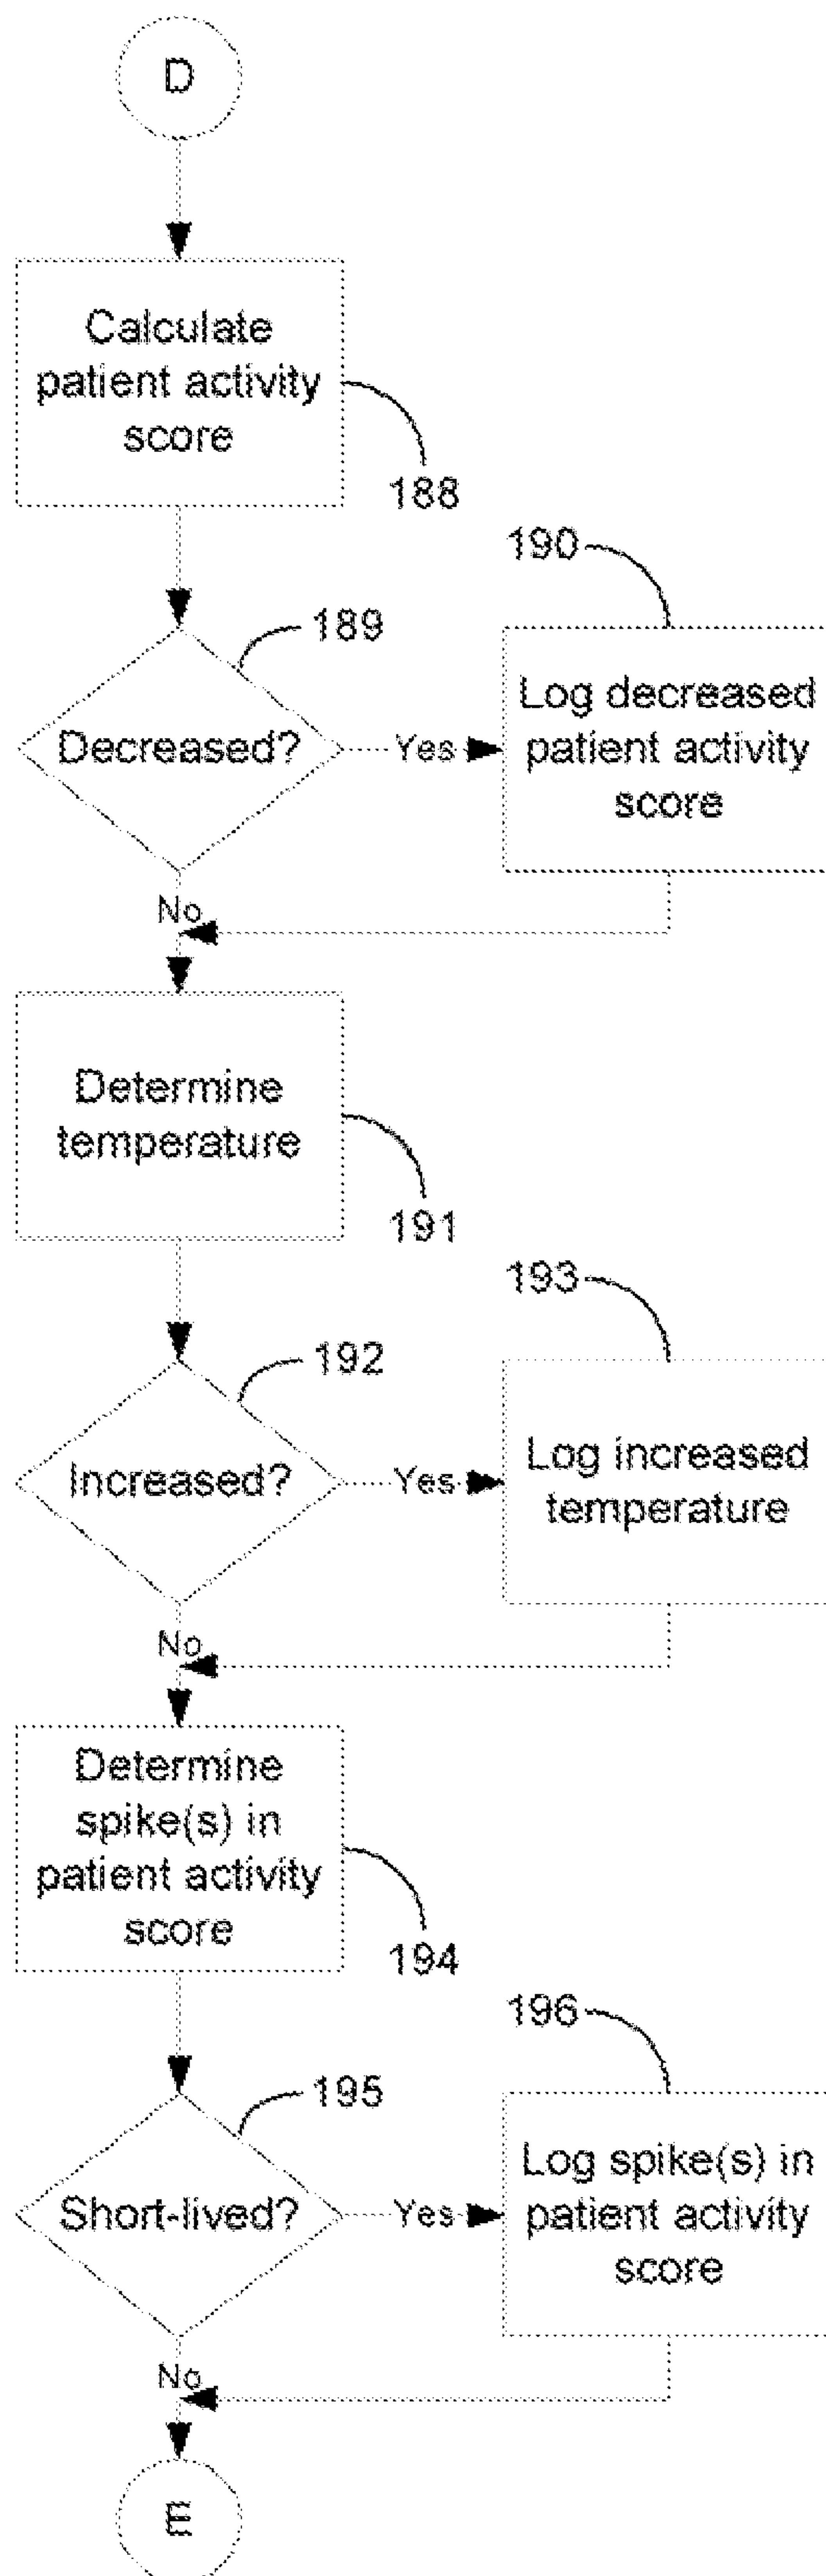 D
Calculate
patient activity
score
188
189
190
Decreased?
Yes
Log decreased
patient activity
score
No
Determine
temperature
191
192
193
Increased?
Yes
Log increased
temperature
No
Determine
spike(s) in
patient activity
score
194
195
196
Short-lived?
Yes
Log spike(s) in
patient activity
score
No
E